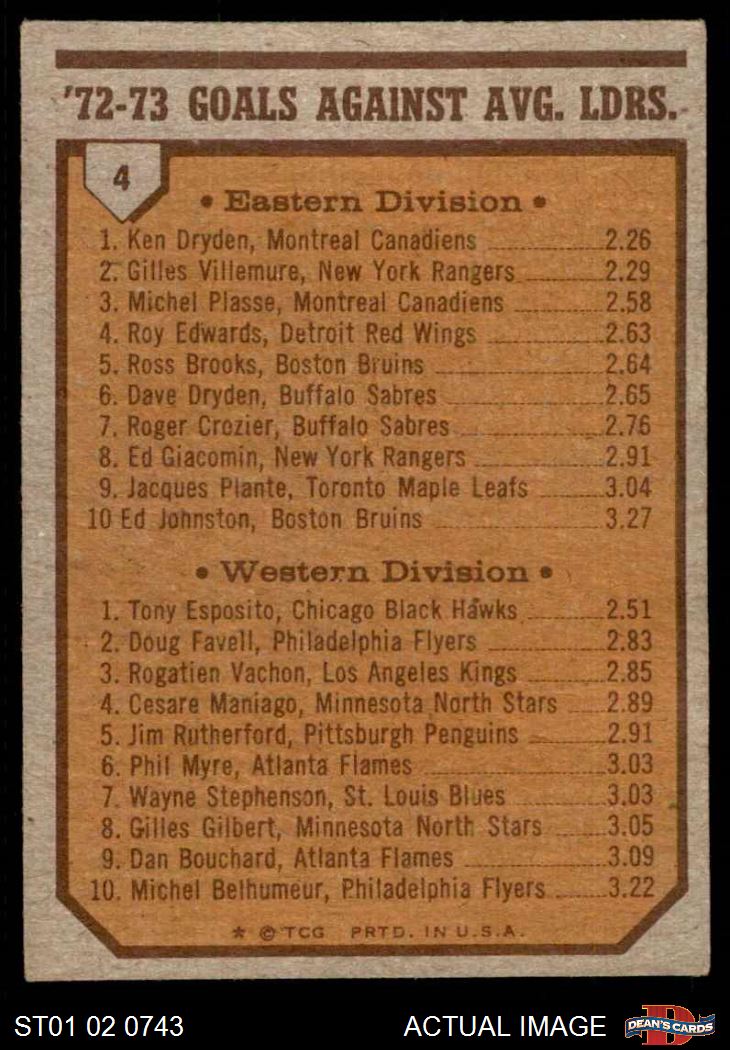 '72-73 GOALS AGAINST AVG. LDRS.
4
• Eastern Division •
1. Ken Dryden, Montreal Canadiens 2.26
2. Gilles Villemure, New York Rangers 2.29
3. Michel Plasse, Montreal Canadiens 2.58
4. Roy Edwards, Detroit Red Wings 2.63
5. Ross Brooks, Boston Bruins 2.64
6. Dave Dryden, Buffalo Sabres 2.65
7. Roger Crozier, Buffalo Sabres 2.76
8. Ed Giacomin, New York Rangers 2.91
9. Jacques Plante, Toronto Maple Leafs 3.04
10 Ed Johnston, Boston Bruins 3.27
• Western Division •
1. Tony Esposito, Chicago Black Hawks 2.51
2. Doug Favell, Philadelphia Flyers 2.83
3. Rogatien Vachon, Los Angeles Kings 2.85
4. Cesare Maniago, Minnesota North Stars 2.89
5. Jim Rutherford, Pittsburgh Penguins 2.91
6. Phil Myre, Atlanta Flames 3.03
7. Wayne Stephenson, St. Louis Blues 3.03
8. Gilles Gilbert, Minnesota North Stars 3.05
9. Dan Bouchard, Atlanta Flames 3.09
10. Michel Belhumeur, Philadelphia Flyers 3.22
* © TCG PRTD. IN U.S.A.
ST01 02 0743 ACTUAL IMAGE
D
DEAN'S CARDS